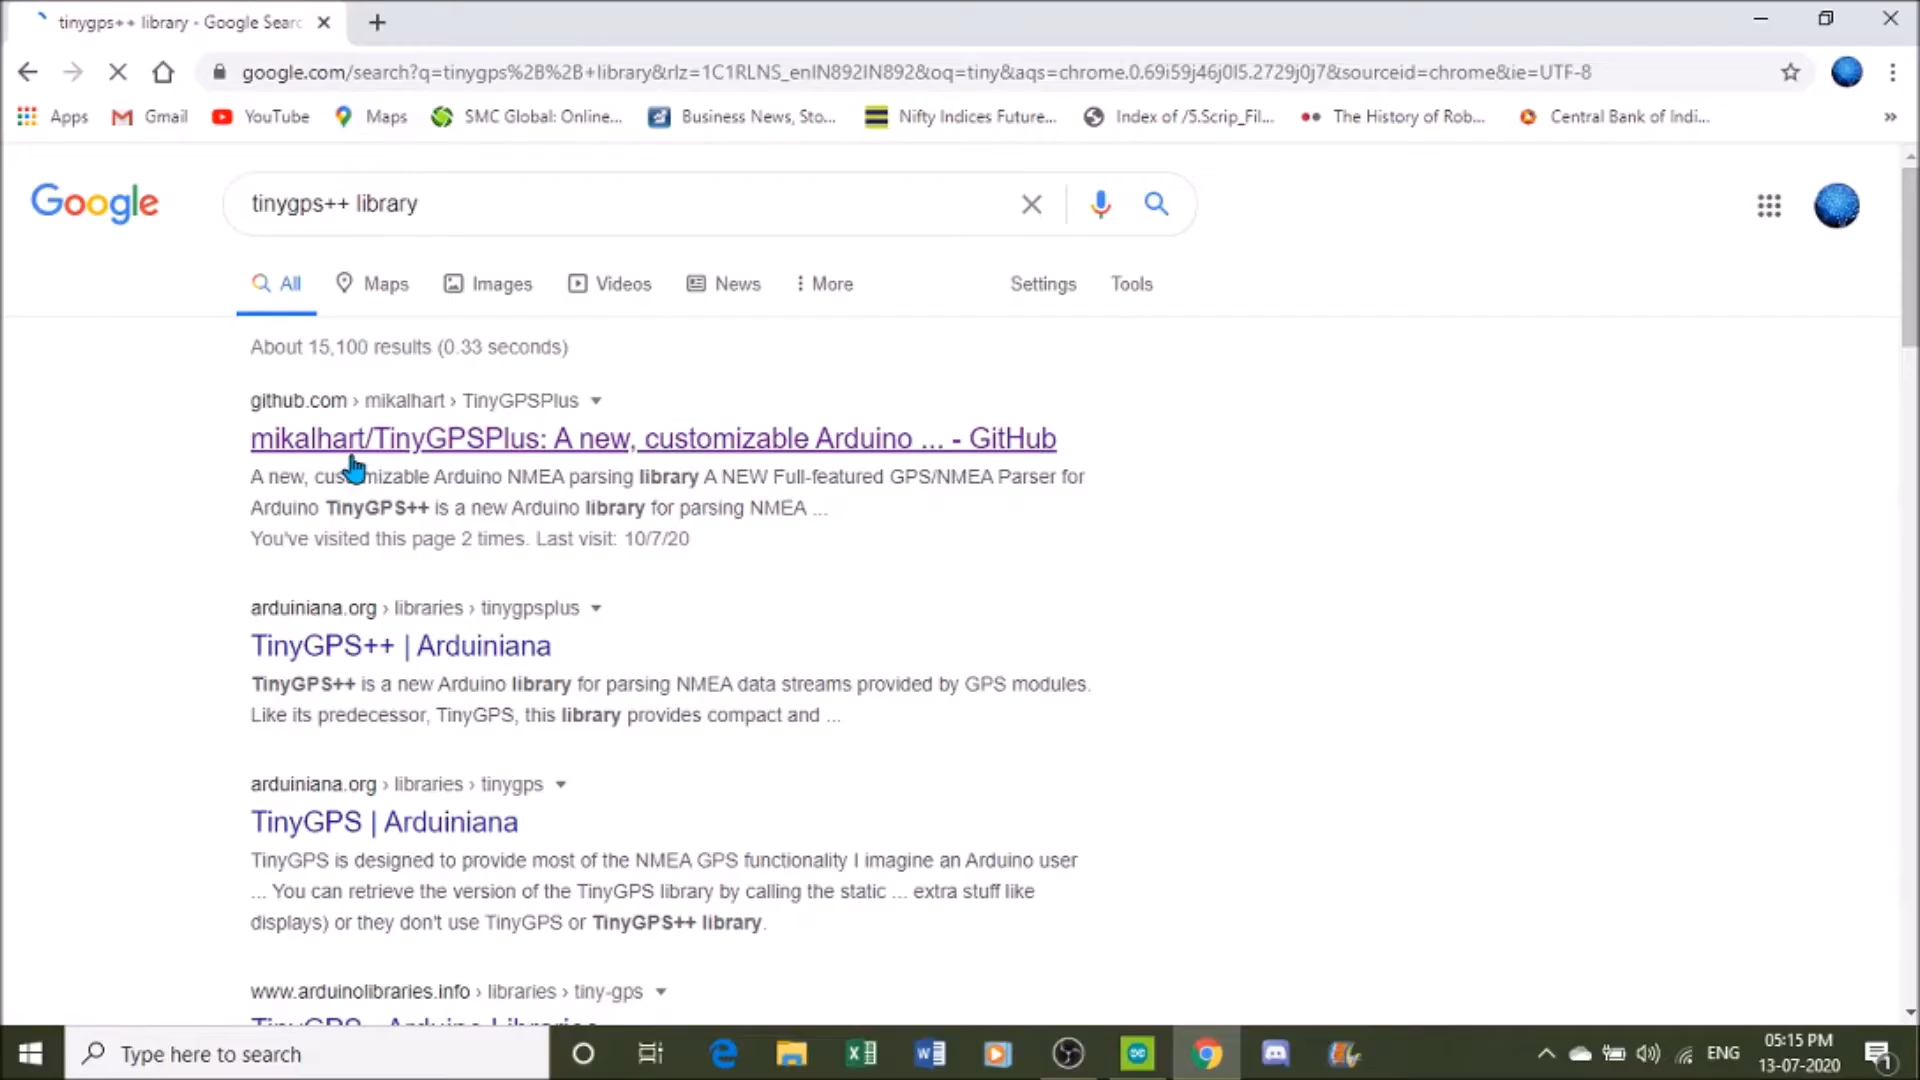 tinygps++ library - Google Searc
google.com/search?q=tinygps%2B%2B+library&rlz=1C1RLNS_enIN892IN892&oq=tiny&aqs=chrome.0.69i59j46j0l5.2729j0j7&sourceid=chrome&ie=UTF-8
Apps Gmail YouTube Maps SMC Global: Online... Business News, Sto... Nifty Indices Future... Index of /5.Scrip_Fil... The History of Rob... Central Bank of Indi... »
Google tinygps++ library
All Maps Images Videos News More Settings Tools
About 15,100 results (0.33 seconds)
github.com › mikalhart › TinyGPSPlus
mikalhart/TinyGPSPlus: A new, customizable Arduino ... - GitHub
A new, customizable Arduino NMEA parsing library A NEW Full-featured GPS/NMEA Parser for
Arduino TinyGPS++ is a new Arduino library for parsing NMEA ...
You've visited this page 2 times. Last visit: 10/7/20
arduiniana.org › libraries › tinygpsplus
TinyGPS++ | Arduiniana
TinyGPS++ is a new Arduino library for parsing NMEA data streams provided by GPS modules.
Like its predecessor, TinyGPS, this library provides compact and ...
arduiniana.org › libraries › tinygps
TinyGPS | Arduiniana
TinyGPS is designed to provide most of the NMEA GPS functionality I imagine an Arduino user
... You can retrieve the version of the TinyGPS library by calling the static ... extra stuff like
displays) or they don't use TinyGPS or TinyGPS++ library.
www.arduinolibraries.info › libraries › tiny-gps
TinyGPS - Arduino Libraries
Type here to search
ENG
05:15 PM
13-07-2020
1